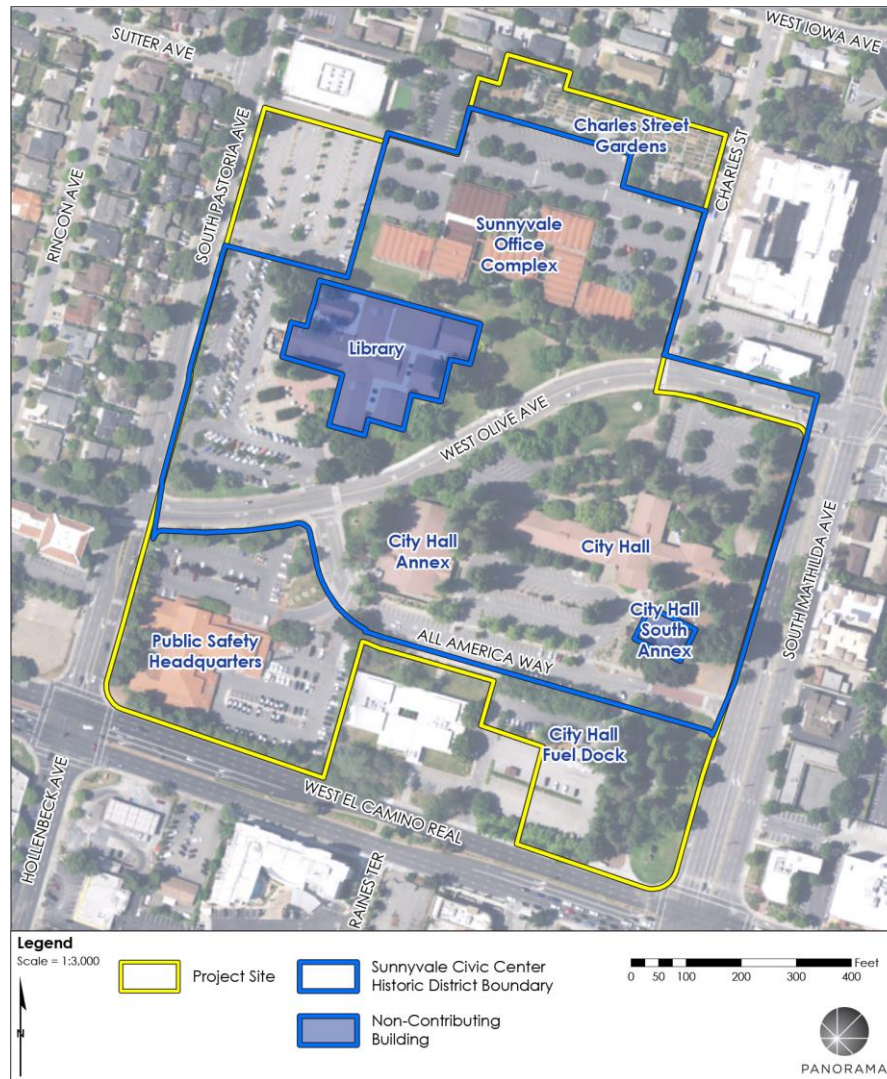 SUTTER AVE
WEST IOWA AVE
SOUTH PASTORIA AVE
RINCON AVE
CHARLES ST
Charles Street
Gardens
Sunnyvale
Office
Complex
Library
WEST OLIVE AVE
City Hall
Annex
City Hall
SOUTH MATHILDA AVE
City Hall
South
Annex
Public Safety
Headquarters
ALL AMERICA WAY
City Hall
Fuel Dock
WEST EL CAMINO REAL
HOLLENBECK AVE
RAINES TER
Legend
Scale = 1:3,000
N
Project Site
Sunnyvale Civic Center
Historic District Boundary
Non-Contributing
Building
0 50 100 200 300 400 Feet
PANORAMA